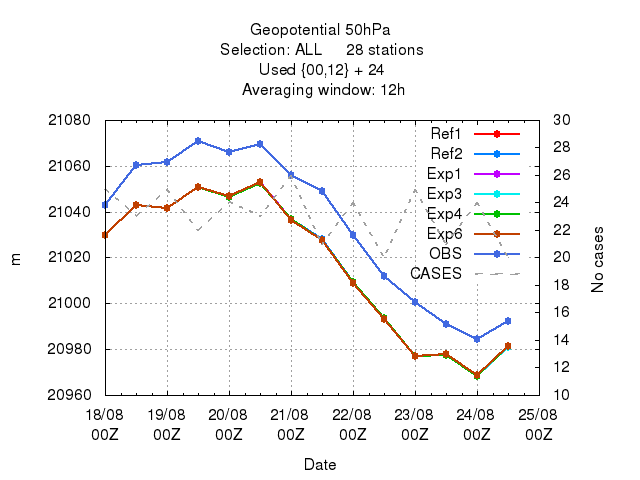 Geopotential 50hPa
Selection: ALL 28 stations
Used {00,12} + 24
Averaging window: 12h
21080
21060
21040
21020
21000
20980
20960
m
30
28
26
24
22
20
18
16
14
12
10
No cases
Ref1
Ref2
Exp1
Exp3
Exp4
Exp6
OBS
CASES
18/08 19/08 20/08 21/08 22/08 23/08 24/08 25/08
00Z 00Z 00Z 00Z 00Z 00Z 00Z 00Z
Date